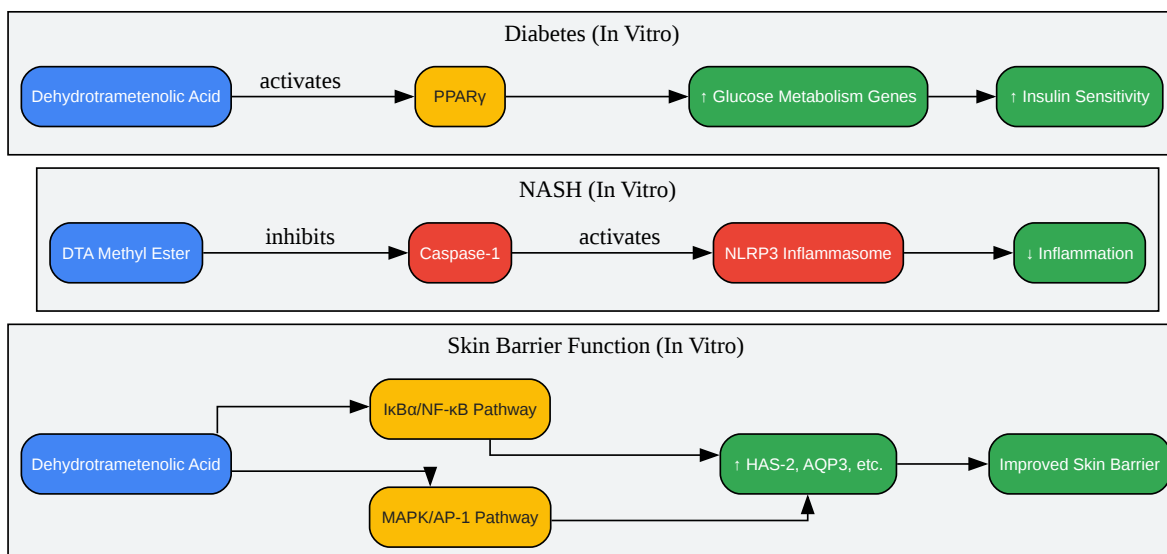 Diabetes (In Vitro)
Dehydrotrametenolic Acid
activates
PPARγ
↑ Glucose Metabolism Genes
↑ Insulin Sensitivity
NASH (In Vitro)
DTA Methyl Ester
inhibits
Caspase-1
activates
NLRP3 Inflammasome
↓ Inflammation
Skin Barrier Function (In Vitro)
Dehydrotrametenolic Acid
IκBα/NF-κB Pathway
MAPK/AP-1 Pathway
↑ HAS-2, AQP3, etc.
Improved Skin Barrier